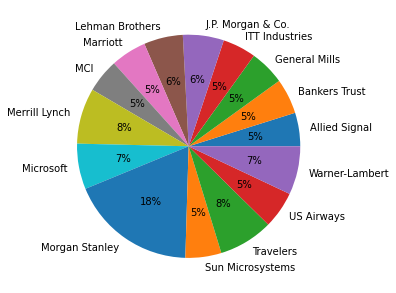 Lehman Brothers
J.P. Morgan & Co.
Marriott
ITT Industries
MCI
General Mills
Merrill Lynch
Bankers Trust
Microsoft
Allied Signal
Morgan Stanley
Warner-Lambert
Sun Microsystems
US Airways
Travelers
6%
6%
5%
5%
5%
5%
8%
5%
7%
5%
18%
7%
5%
5%
8%